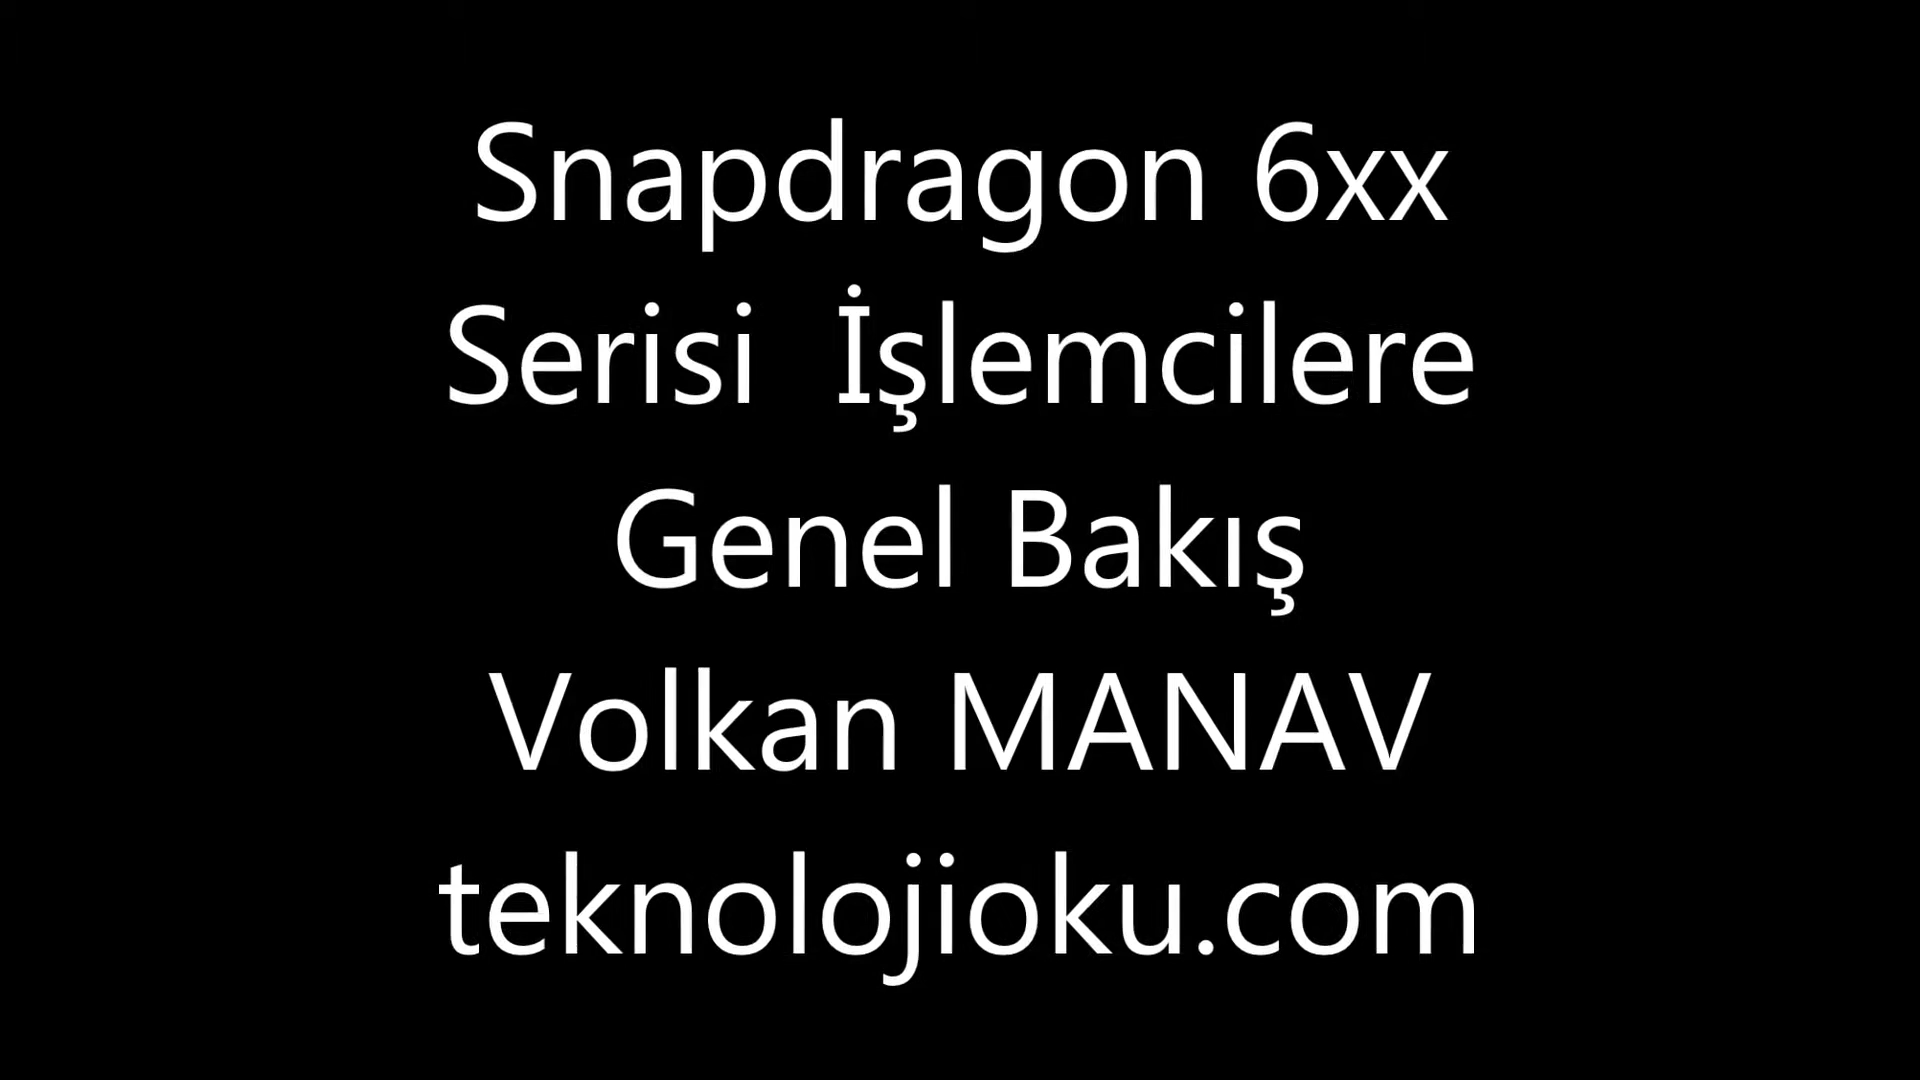 Snapdragon 6xx
Serisi  İşlemcilere
Genel Bakış
Volkan MANAV
teknolojioku.com